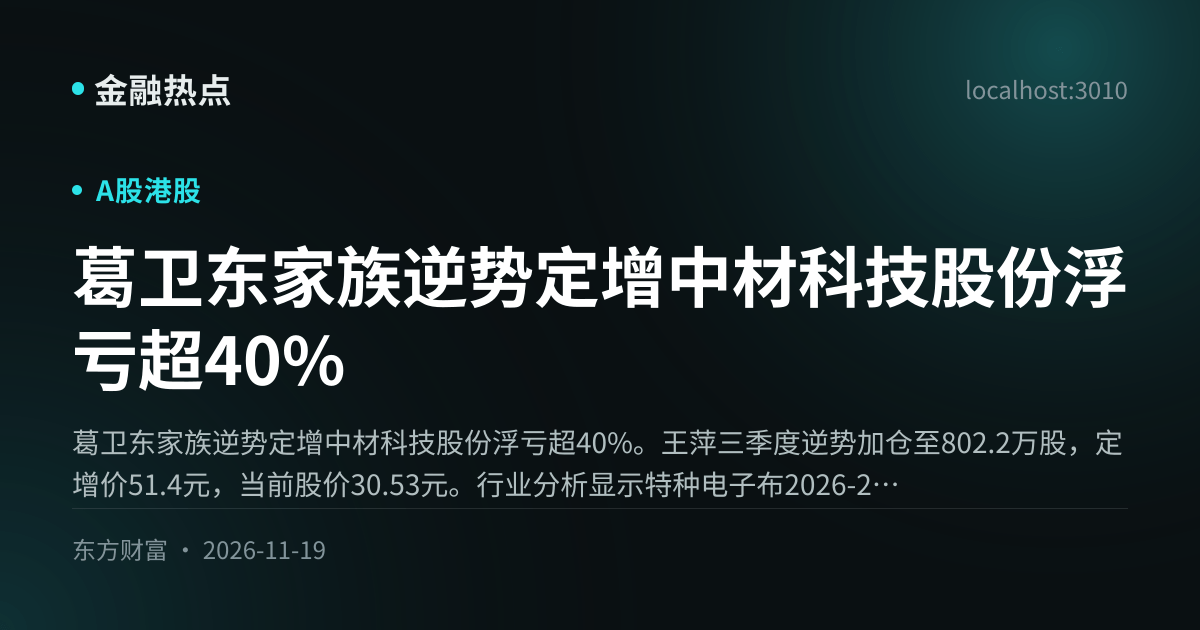 金融热点
localhost:3010
A股港股
葛卫东家族逆势定增中材科技股份浮
亏超40%
葛卫东家族逆势定增中材科技股份浮亏超40%。王萍三季度逆势加仓至802.2万股，定
增价51.4元，当前股价30.53元。行业分析显示特种电子布2026-2…
东方财富 • 2026-11-19